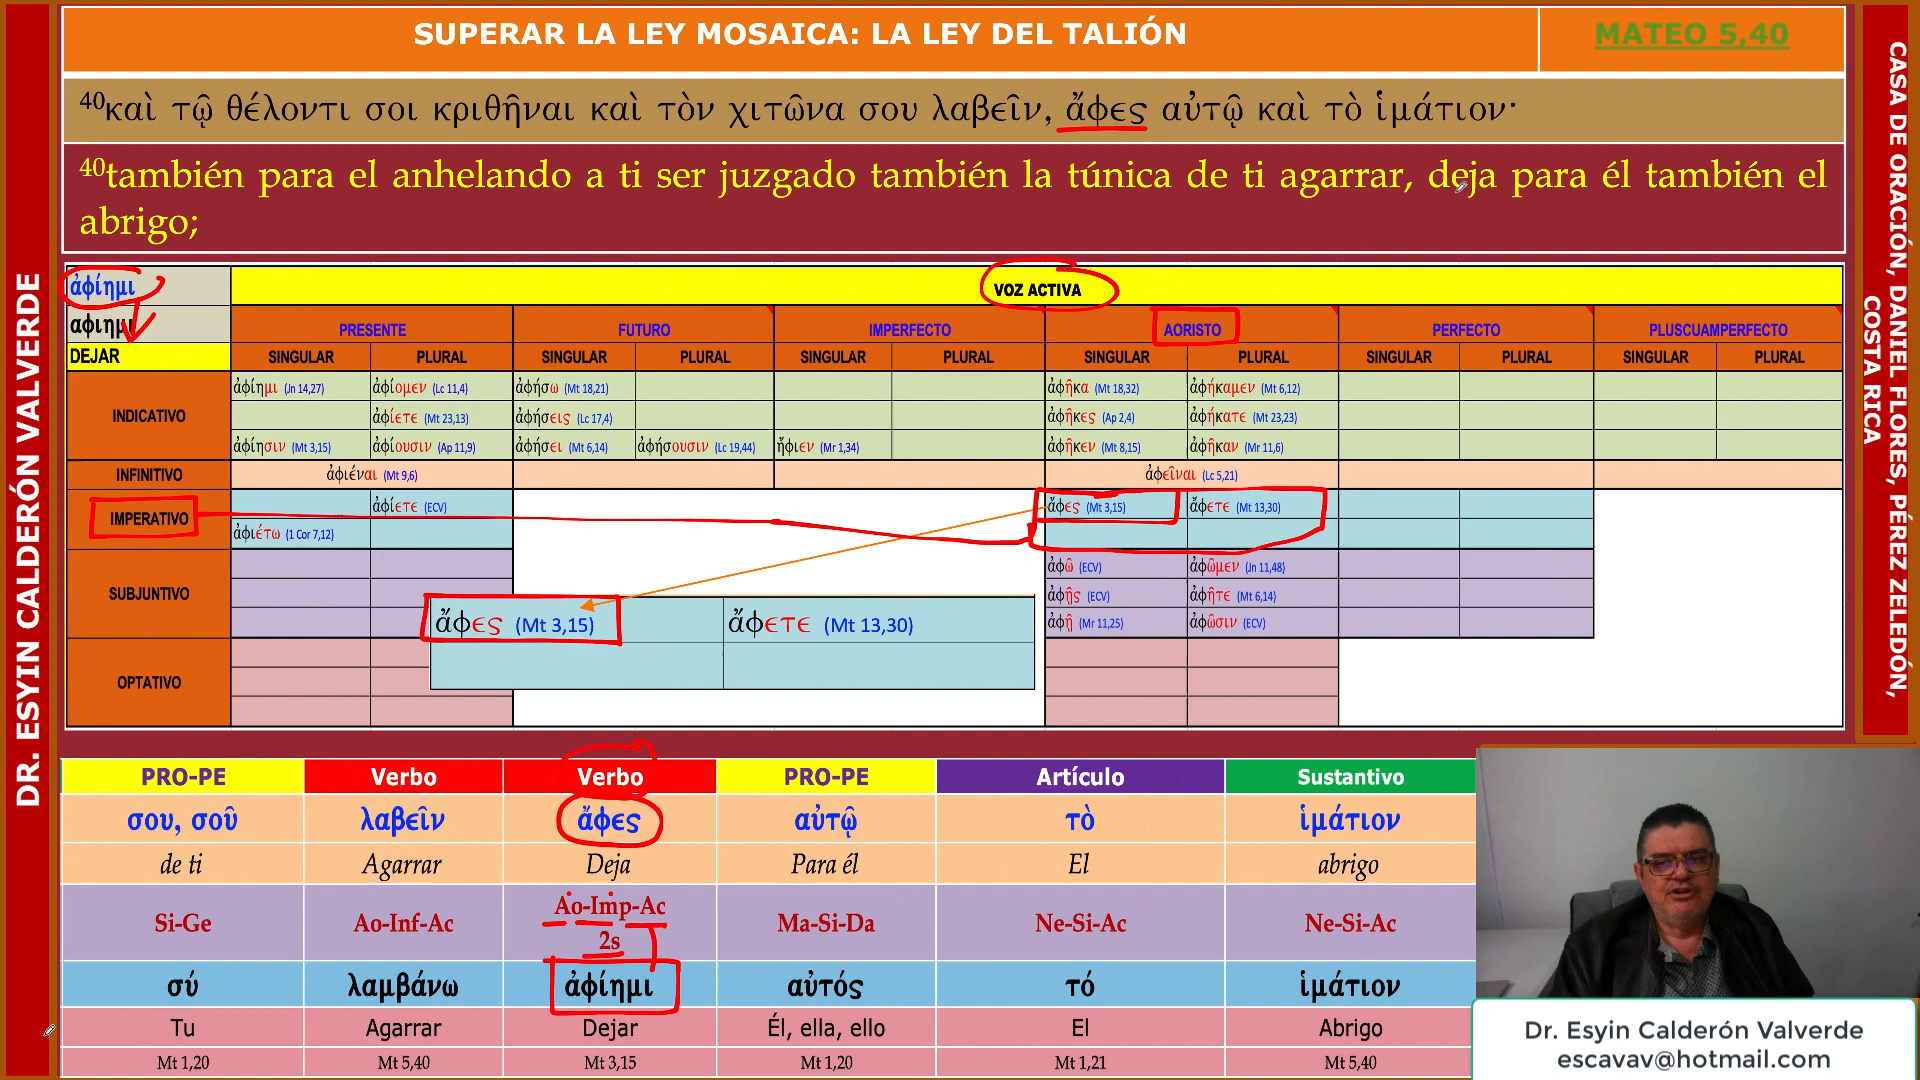 SUPERAR LA LEY MOSAICA: LA LEY DEL TALIÓN
MATEO 5,40
40καὶ τῷ θέλοντι σοι κριθῆναι καὶ τὸν χιτῶνα σου λαβεῖν, ἄφες αὐτῷ καὶ τὸ ἱμάτιον·
40también para el anhelando a ti ser juzgado también la túnica de ti agarrar, deja para él también el
abrigo;
DR. ESYIN CALDERÓN VALVERDE
CASA DE ORACIÓN, DANIEL FLORES, PÉREZ ZELEDÓN,
COSTA RICA
ἀφίημι VOZ ACTIVA
αφιημι PRESENTE FUTURO IMPERFECTO AORISTO PERFECTO PLUSCUAMPERFECTO
DEJAR SINGULAR PLURAL SINGULAR PLURAL SINGULAR PLURAL SINGULAR PLURAL SINGULAR PLURAL SINGULAR PLURAL
INDICATIVO
ἀφίημι (Jn 14,27) ἀφίομεν (Lc 11,4) ἀφήσω (Mt 18,21) ἀφῆκα (Mt 18,32) ἀφήκαμεν (Mt 6,12)
ἀφίετε (Mt 23,13) ἀφήσεις (Lc 17,4) ἀφῆκες (Ap 2,4) ἀφήκατε (Mt 23,23)
ἀφίησιν (Mt 3,15) ἀφίουσιν (Ap 11,9) ἀφήσει (Mt 6,14) ἀφήσουσιν (Lc 19,44) ἤφιεν (Mr 1,34) ἀφῆκεν (Mt 8,15) ἀφῆκαν (Mr 11,6)
INFINITIVO ἀφιέναι (Mt 9,6) ἀφεῖναι (Lc 5,21)
IMPERATIVO
ἀφίετε (ECV) ἄφες (Mt 3,15) ἄφετε (Mt 13,30)
ἀφιέτω (1 Cor 7,12)
SUBJUNTIVO
ἀφῶ (ECV) ἀφῶμεν (Jn 11,48)
ἀφῇς (ECV) ἀφῆτε (Mt 6,14)
ἀφῇ (Mr 11,25) ἀφῶσιν (ECV)
ἄφες (Mt 3,15) ἄφετε (Mt 13,30)
OPTATIVO
PRO-PE Verbo Verbo PRO-PE Artículo Sustantivo
σου, σοῦ λαβεῖν ἄφες αὐτῷ τὸ ἱμάτιον
de ti Agarrar Deja Para él El abrigo
Si-Ge Ao-Inf-Ac Ao-Imp-Ac Ma-Si-Da Ne-Si-Ac Ne-Si-Ac
2s
σύ λαμβάνω ἀφίημι αὐτός τό ἱμάτιον
Tu Agarrar Dejar Él, ella, ello El Abrigo
Mt 1,20 Mt 5,40 Mt 3,15 Mt 1,20 Mt 1,21 Mt 5,40
Dr. Esyin Calderón Valverde
escavav@hotmail.com